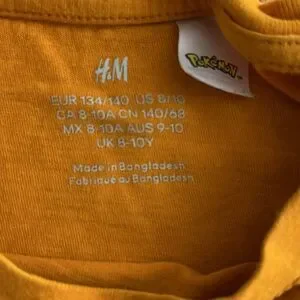 H&M
POKéMON
EUR 134/140 US 8/10
CA 8-10A CN 140/68
MX 8-10A AUS 9-10
UK 8-10Y
Made in Bangladesh
Fabriqué au Bangladesh